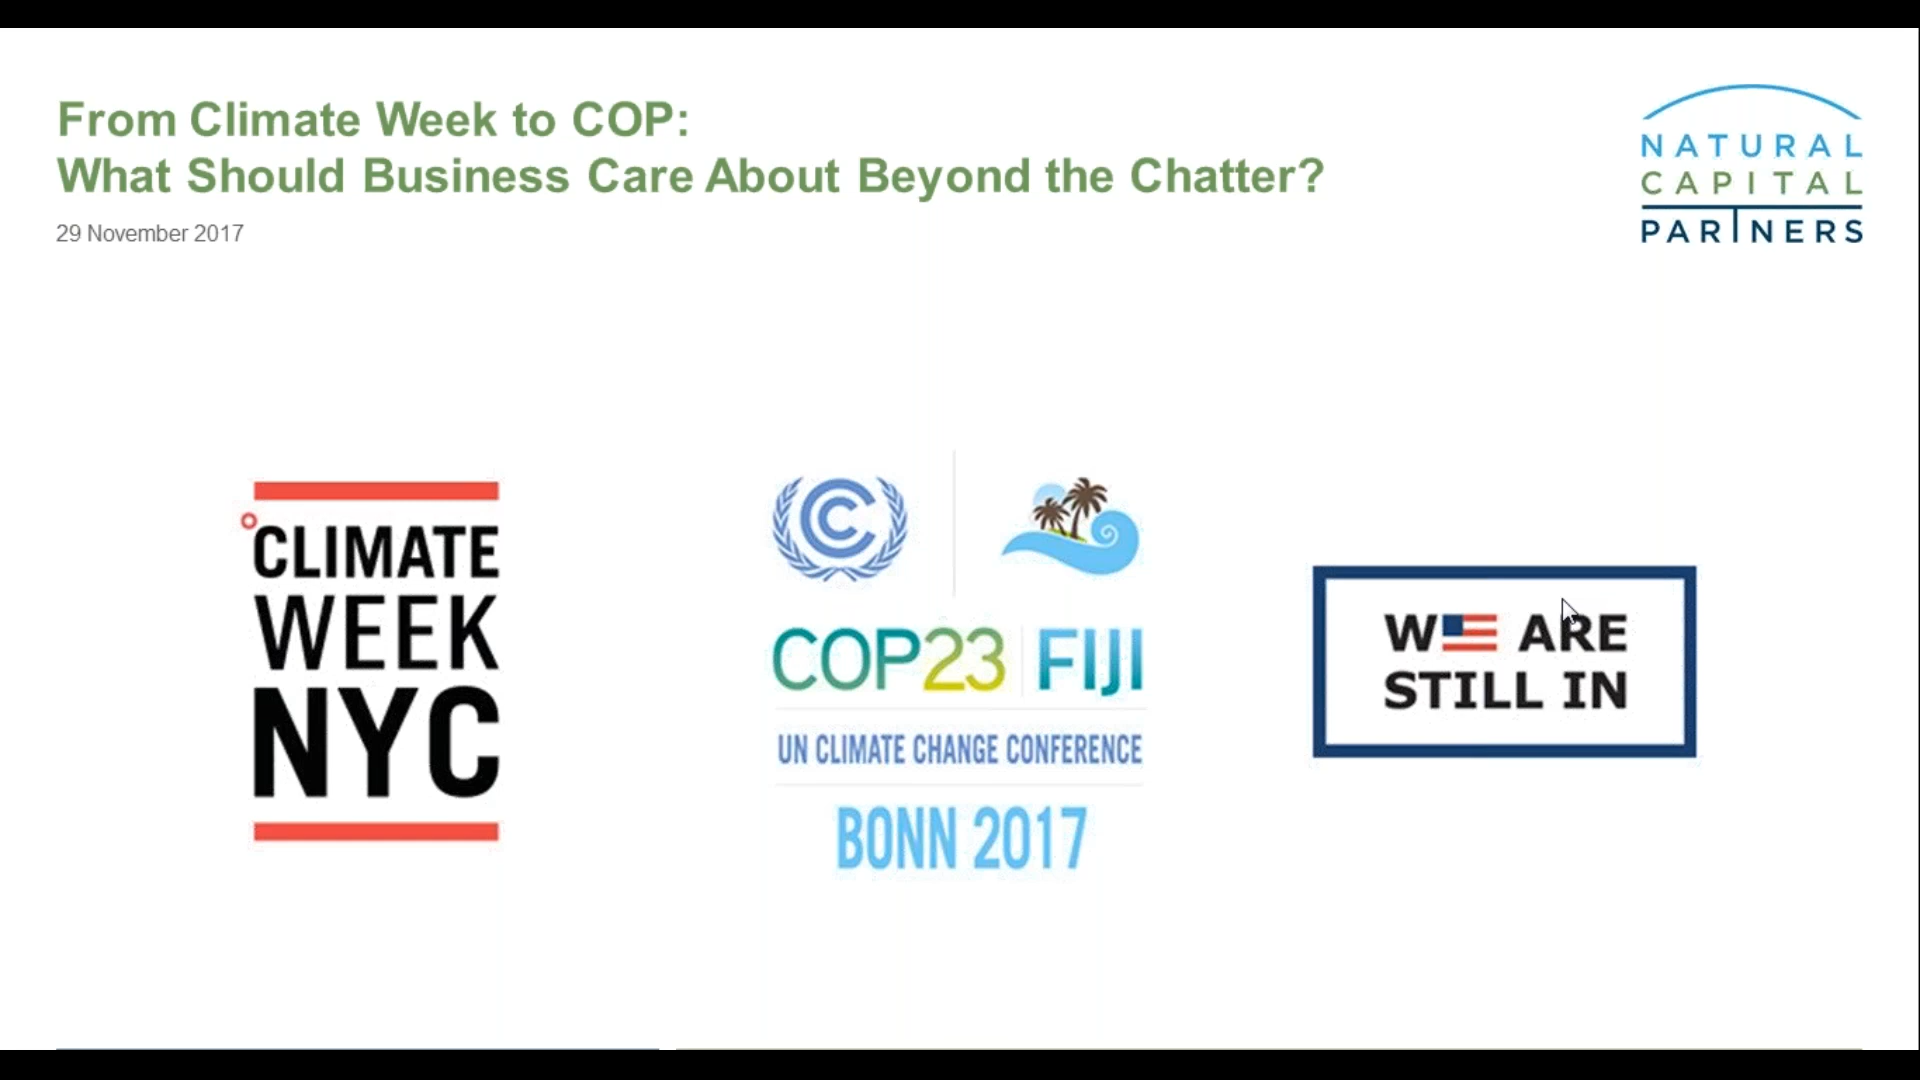 From Climate Week to COP:
What Should Business Care About Beyond the Chatter?
29 November 2017
NATURAL
CAPITAL
PARTNERS
°CLIMATE
WEEK
NYC
COP23 FIJI
UN CLIMATE CHANGE CONFERENCE
BONN 2017
WE ARE
STILL IN